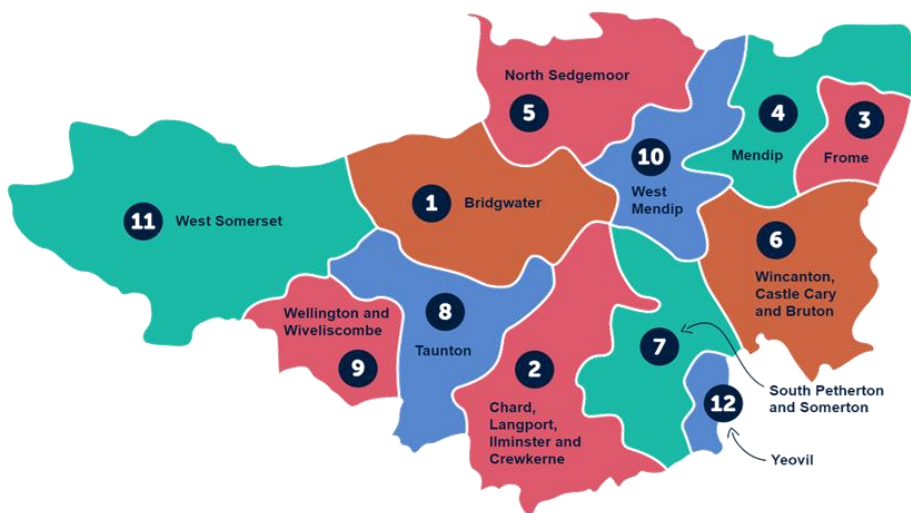 North Sedgemoor
5
4
Mendip
3
Frome
10
West
Mendip
11
West Somerset
1
Bridgwater
6
Wincanton,
Castle Cary
and Bruton
Wellington and
Wiveliscombe
9
8
Taunton
2
Chard,
Langport,
Ilminster and
Crewkerne
7
South Petherton
and Somerton
12
Yeovil